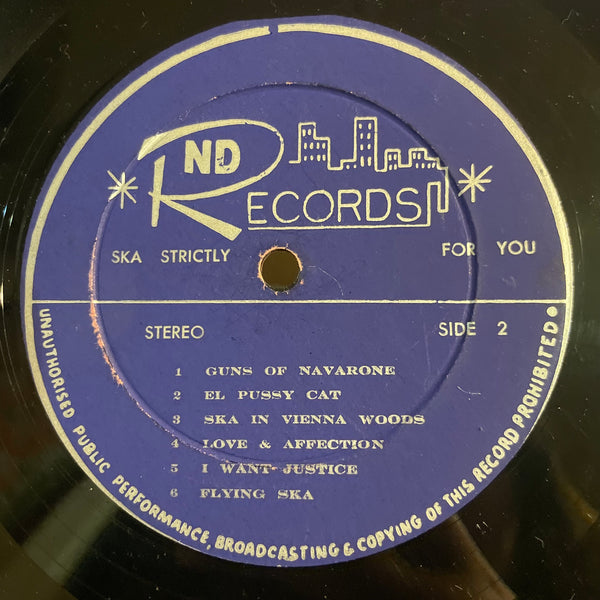 ND
RECORDS
SKA STRICTLY FOR YOU
STEREO SIDE 2
1 GUNS OF NAVARONE
2 EL PUSSY CAT
3 SKA IN VIENNA WOODS
4 LOVE & AFFECTION
5 I WANT JUSTICE
6 FLYING SKA
UNAUTHORISED PUBLIC PERFORMANCE, BROADCASTING & COPYING OF THIS RECORD PROHIBITED